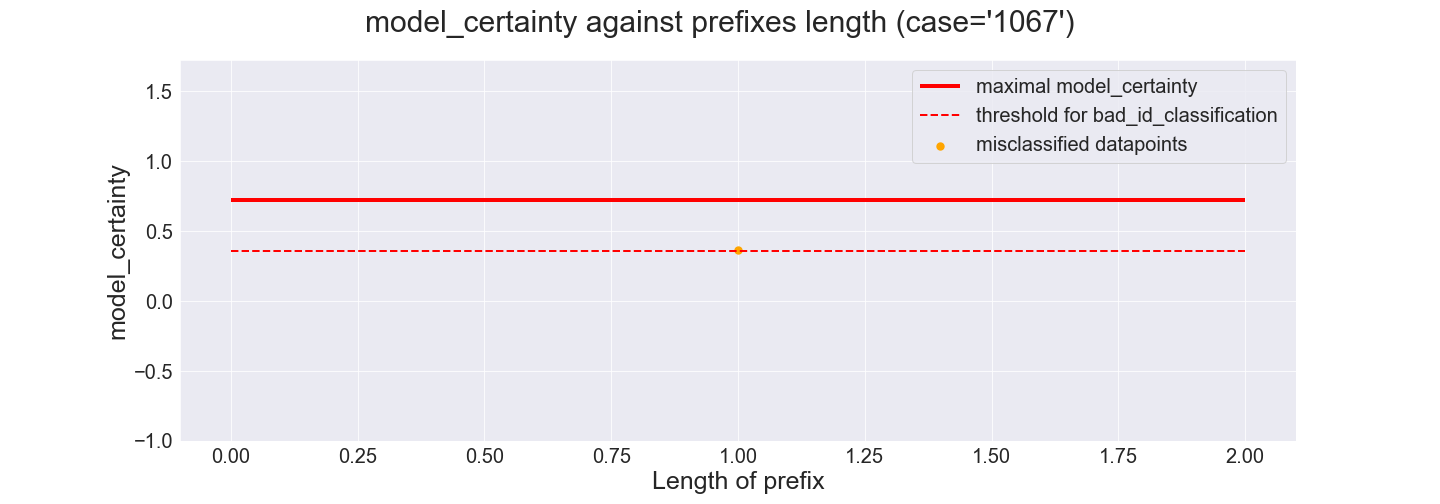 model_certainty against prefixes length (case='1067')
maximal model_certainty
threshold for bad_id_classification
misclassified datapoints
model_certainty
1.5
1.0
0.5
0.0
−0.5
−1.0
0.00 0.25 0.50 0.75 1.00 1.25 1.50 1.75 2.00
Length of prefix